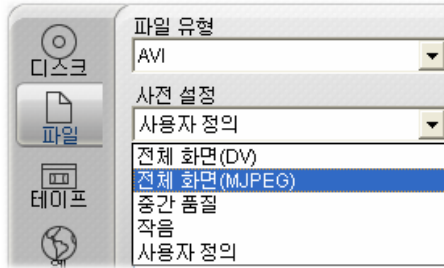 디스크
파일
테이프
파일 유형
AVI
사전 설정
사용자 정의
전체 화면(DV)
전체 화면(MJPEG)
중간 품질
작음
사용자 정의